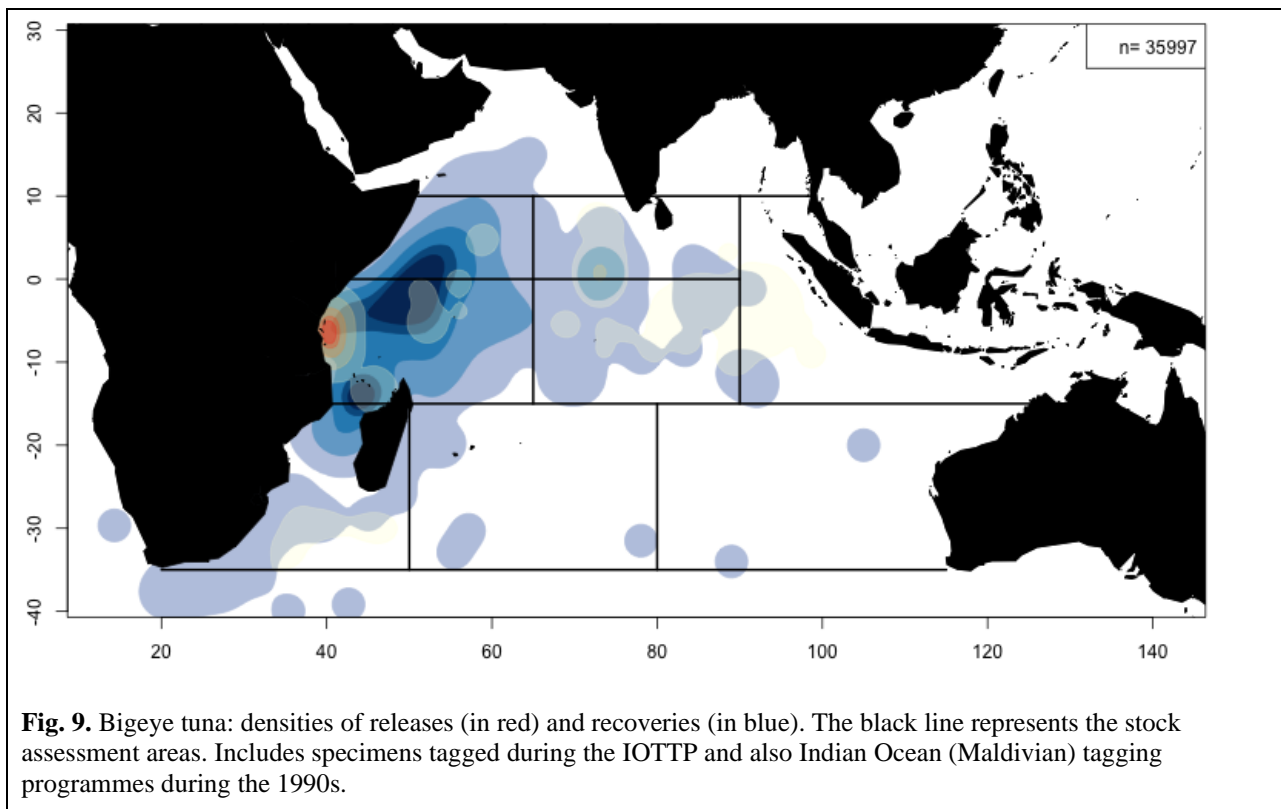 30
20
10
0
-10
-20
-30
-40
n= 35997
20 40 60 80 100 120 140
Fig. 9. Bigeye tuna: densities of releases (in red) and recoveries (in blue). The black line represents the stock
assessment areas. Includes specimens tagged during the IOTTP and also Indian Ocean (Maldivian) tagging
programmes during the 1990s.